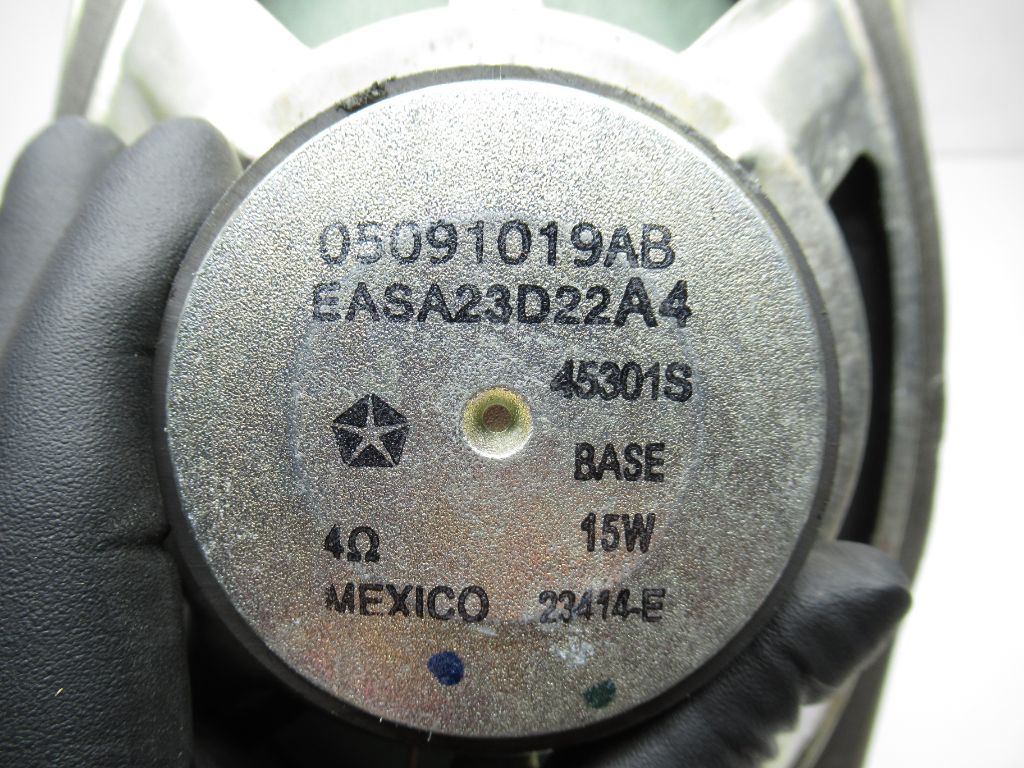 05091019AB
EASA23D22A4
45301S
BASE
4Ω 15W
MEXICO 23414-E